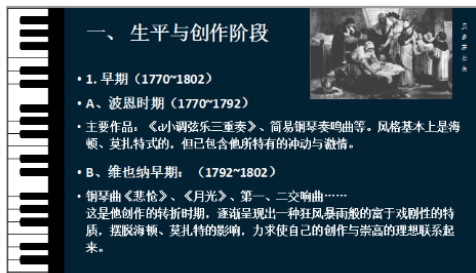 一、 生平与创作阶段
• 1. 早期（1770~1802）
• A、波恩时期（1770~1792）
• 主要作品：《d小调弦乐三重奏》、简易钢琴奏鸣曲等。风格基本上是海
顿、莫扎特式的，但已包含他所特有的冲动与激情。
• B、维也纳早期：（1792~1802）
• 钢琴曲《悲怆》、《月光》、第一、二交响曲……
这是他创作的转折时期，逐渐呈现出一种狂风暴雨般的富于戏剧性的特
质，摆脱海顿、莫扎特的影响，力求使自己的创作与崇高的理想联系起
来。